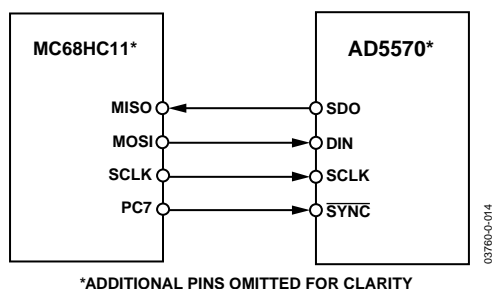 MC68HC11*
AD5570*
MISO
SDO
MOSI
DIN
SCLK
SCLK
PC7
SYNC
03760-0-014
*ADDITIONAL PINS OMITTED FOR CLARITY